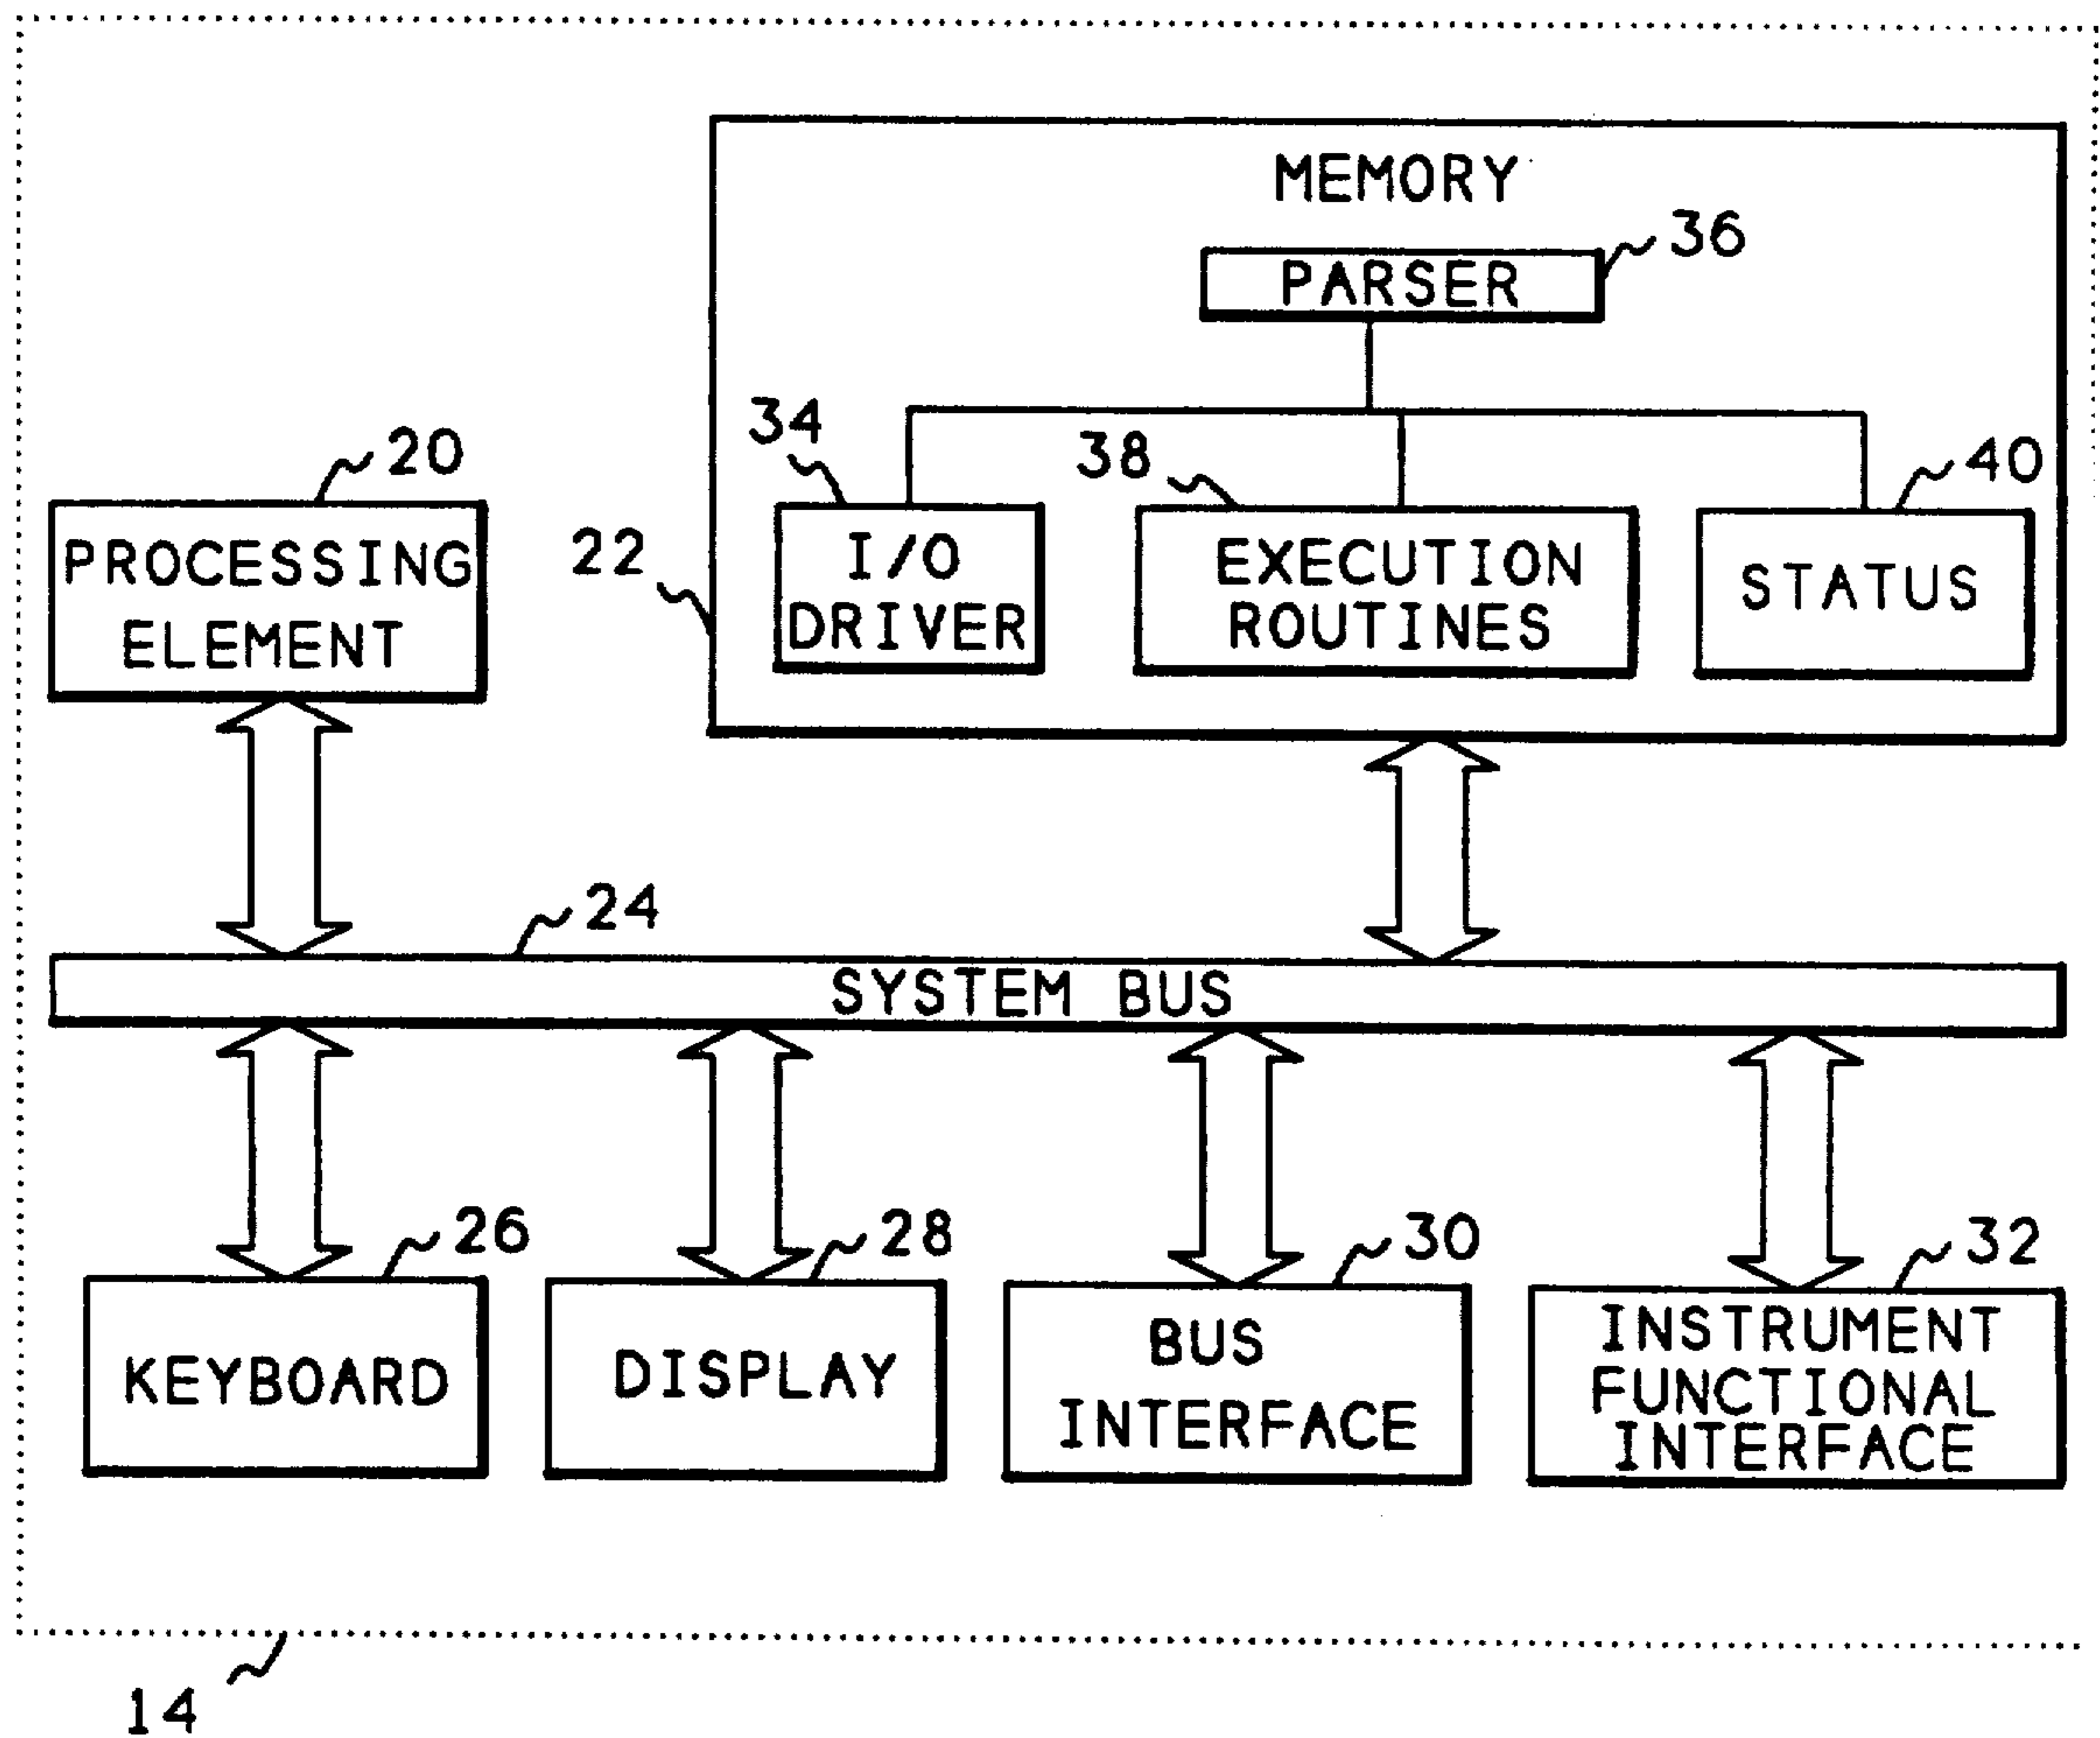 MEMORY
36
PARSER
34
38
40
20
22
PROCESSING
ELEMENT
I/O
DRIVER
EXECUTION
ROUTINES
STATUS
24
SYSTEM BUS
26
28
30
32
KEYBOARD
DISPLAY
BUS
INTERFACE
INSTRUMENT
FUNCTIONAL
INTERFACE
14